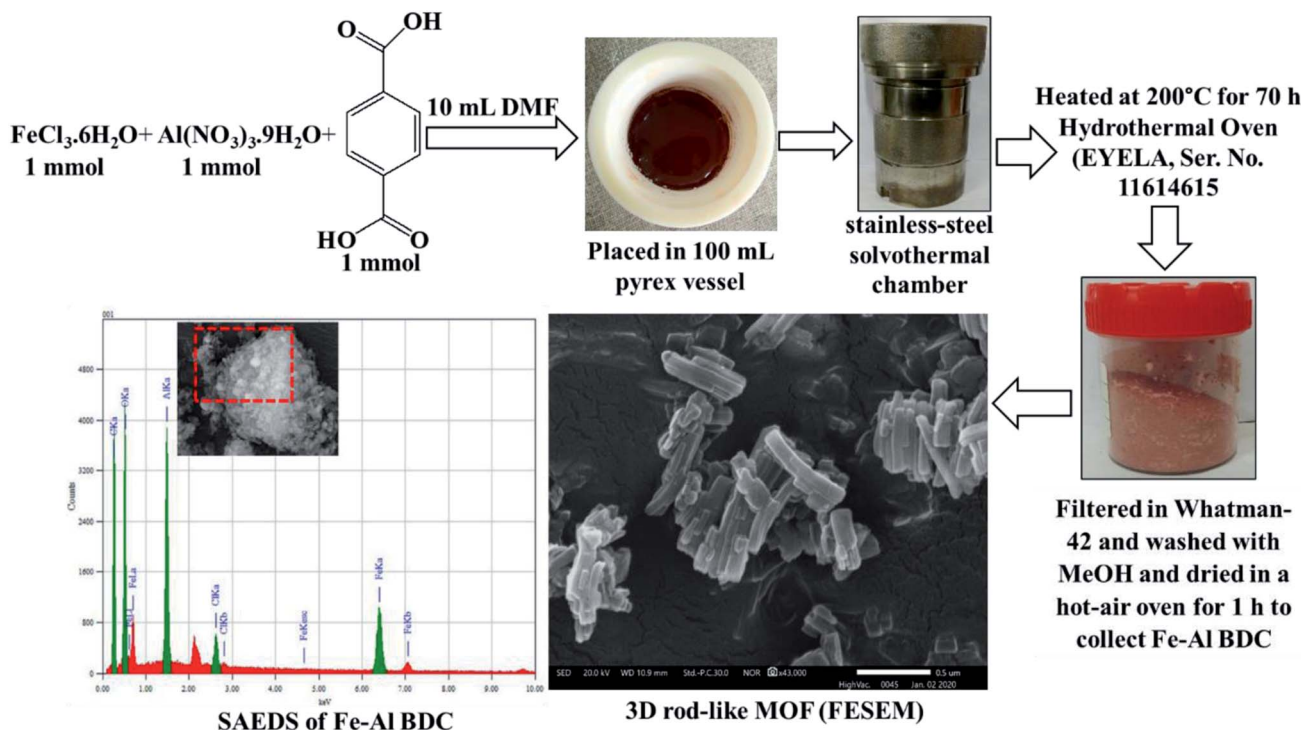 O
OH
10 mL DMF
FeCl3.6H2O+ Al(NO3)3.9H2O+
1 mmol 1 mmol
HO
O
1 mmol
Placed in 100 mL
pyrex vessel
stainless-steel
solvothermal
chamber
Heated at 200°C for 70 h
Hydrothermal Oven
(EYELA, Ser. No.
11614615
Filtered in Whatman-
42 and washed with
MeOH and dried in a
hot-air oven for 1 h to
collect Fe-Al BDC
001
Counts
4800
4000
3200
2400
1600
800
0
OKa
FeLa
AlKa
ClKa
ClKb
FeKesc
FeKa
FeKb
0.00 1.00 2.00 3.00 4.00 5.00 6.00 7.00 8.00 9.00 10.00
keV
SAEDS of Fe-Al BDC
SED 20.0 kV WD 10.9 mm Std.-P.C.30.0 NOR x43,000 0.5 um
HighVac. 0045 Jan. 02 2020
3D rod-like MOF (FESEM)